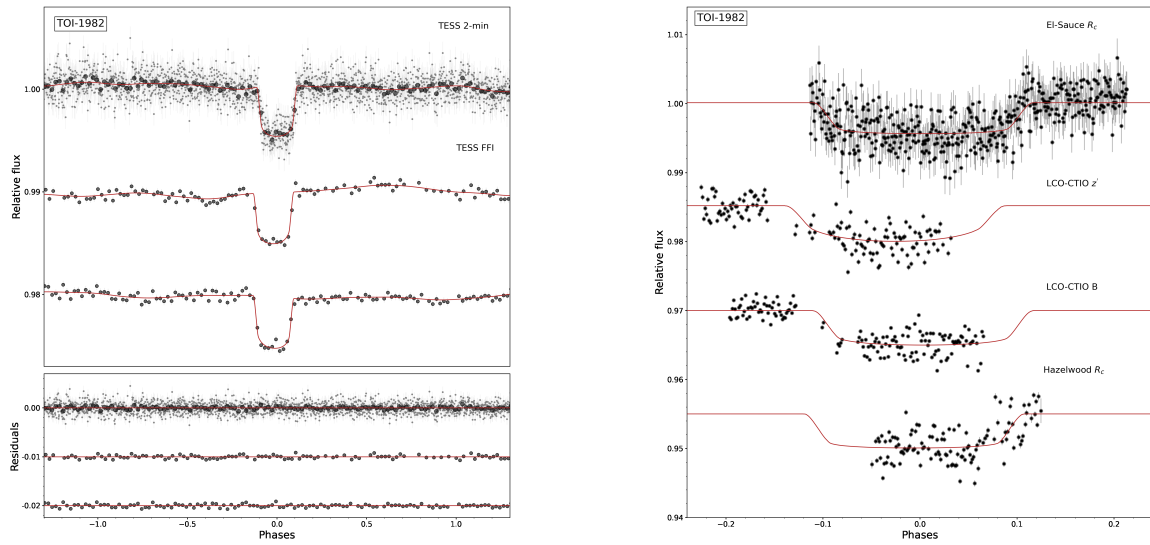 TOI-1982
TESS 2-min
1.00
TESS FFI
0.99
0.98
Relative flux
0.00
-0.01
-0.02
Residuals
−1.0
−0.5
0.0
0.5
1.0
Phases
TOI-1982
El-Sauce Rc
1.01
1.00
0.99
LCO-CTIO z′
0.98
LCO-CTIO B
0.97
0.96
Hazelwood Rc
0.95
0.94
Relative flux
−0.2
−0.1
0.0
0.1
0.2
Phases